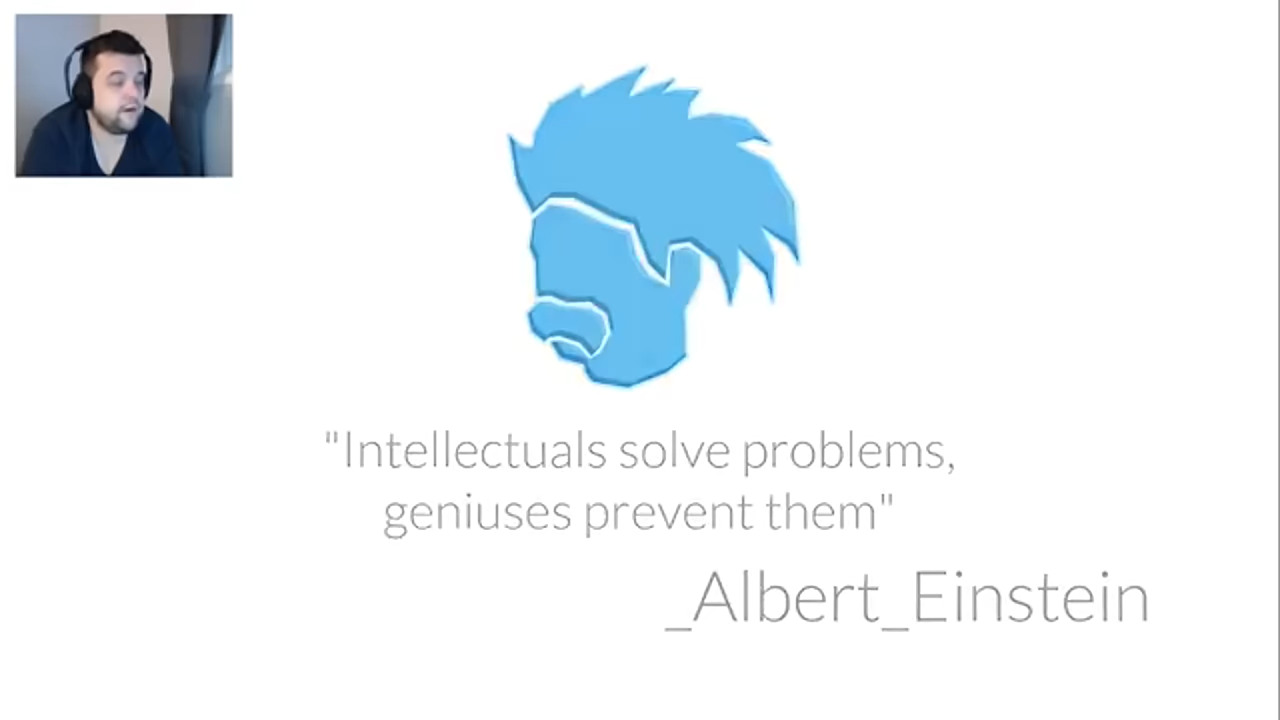 "Intellectuals solve problems,
geniuses prevent them"
_Albert_Einstein